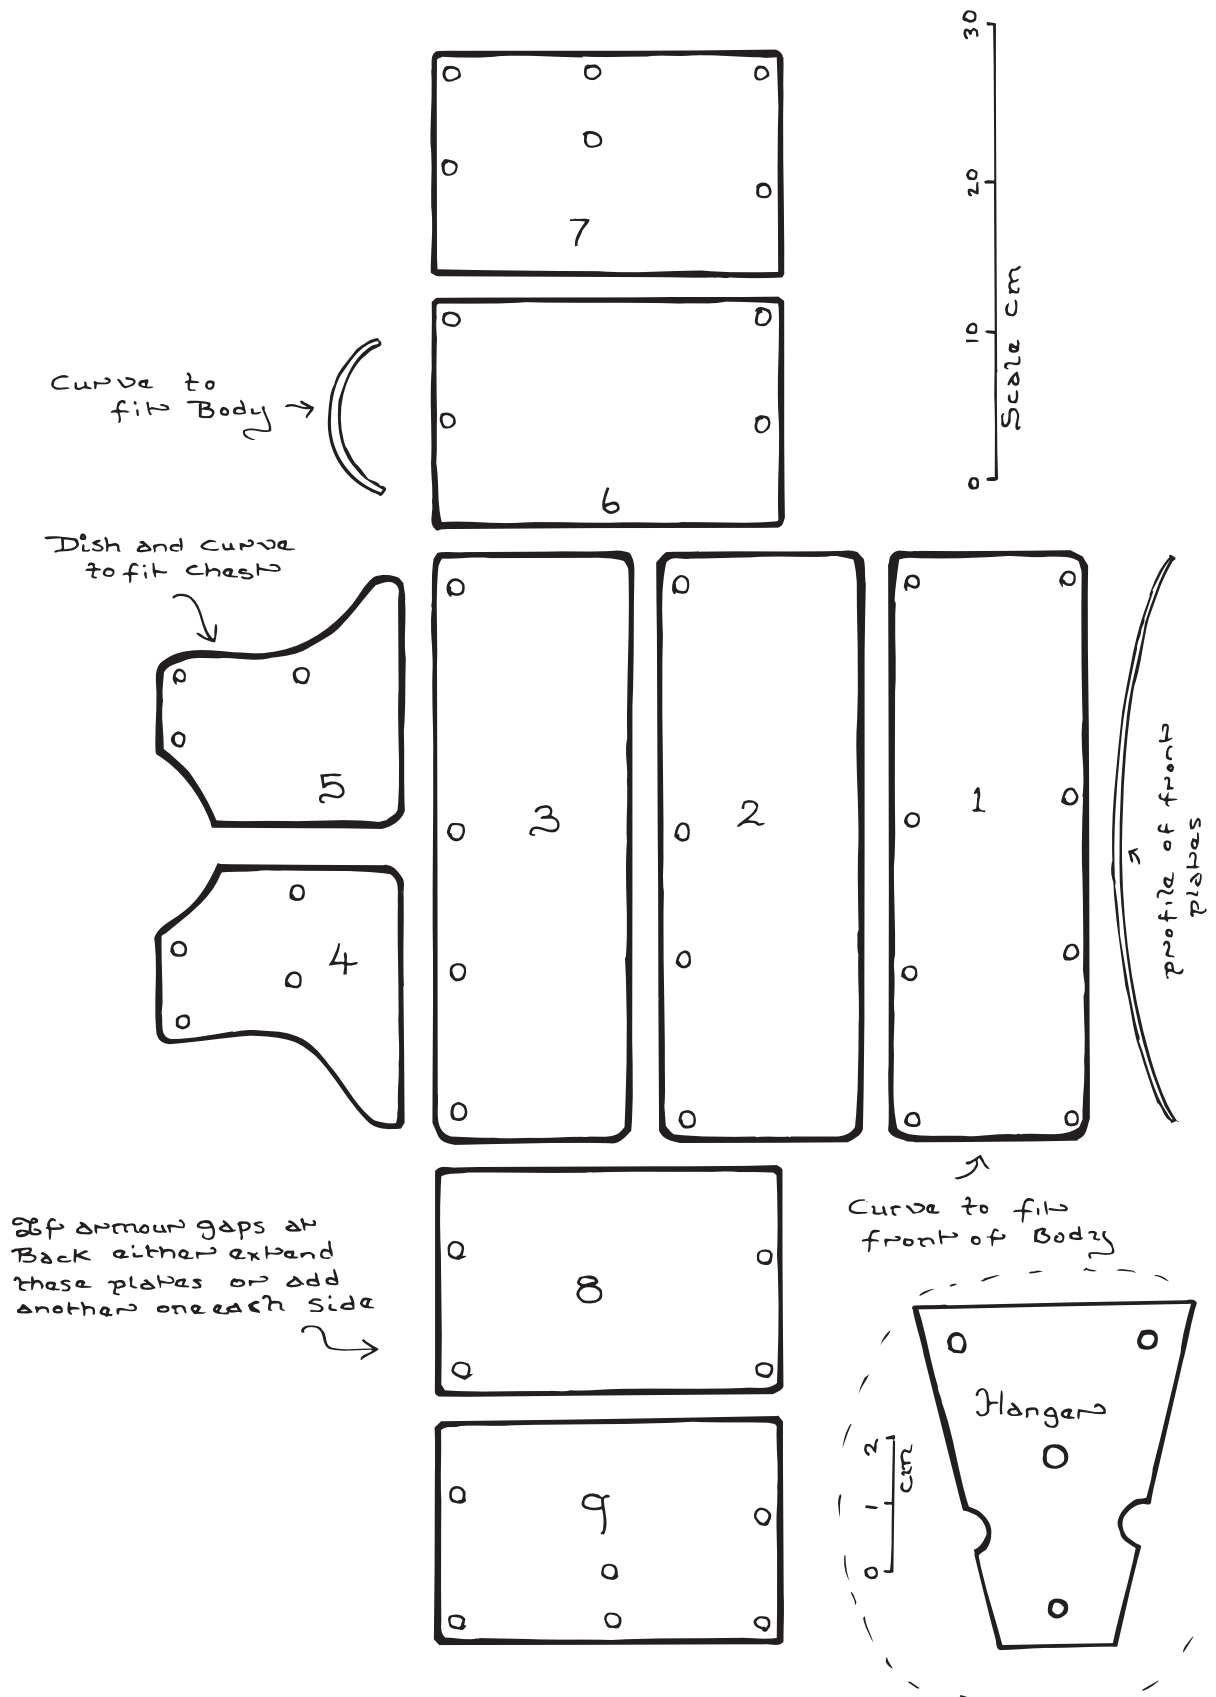 7
30
20
10
0
Scale cm
Curve to
fit Body
6
Dish and curve
to fit chest
5
4
3
2
1
profile of front
plates
If armour gaps at
Back either extend
these plates or add
another one each side
8
9
Curve to fit
front of Body
Hanger
2
1
0
cm